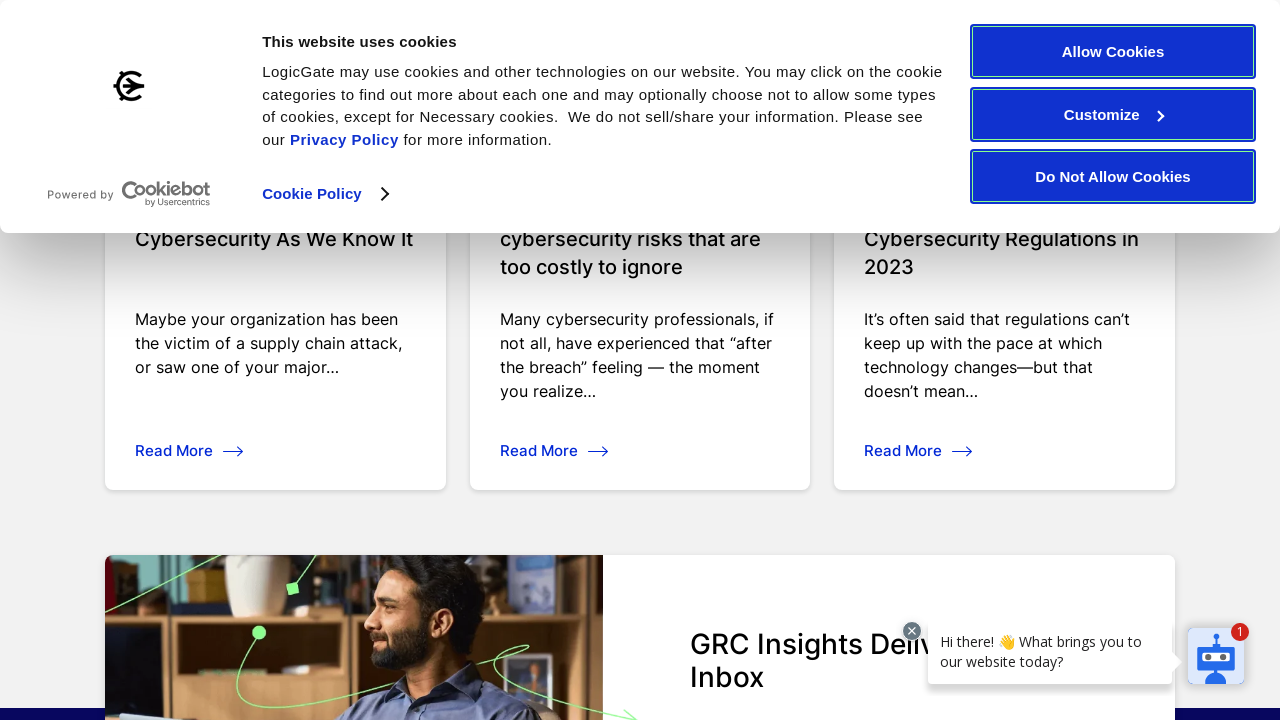 This website uses cookies
LogicGate may use cookies and other technologies on our website. You may click on the cookie
categories to find out more about each one and may optionally choose not to allow some types
of cookies, except for Necessary cookies.  We do not sell/share your information. Please see
our Privacy Policy for more information.
Cookie Policy
Powered by Cookiebot
by Usercentrics
Allow Cookies
Customize
Do Not Allow Cookies
Cybersecurity As We Know It
Maybe your organization has been
the victim of a supply chain attack,
or saw one of your major…
Read More
cybersecurity risks that are
too costly to ignore
Many cybersecurity professionals, if
not all, have experienced that “after
the breach” feeling — the moment
you realize…
Read More
Cybersecurity Regulations in
2023
It’s often said that regulations can’t
keep up with the pace at which
technology changes—but that
doesn’t mean…
Read More
GRC Insights Deliv
Inbox
Hi there! 👋 What brings you to
our website today?
1